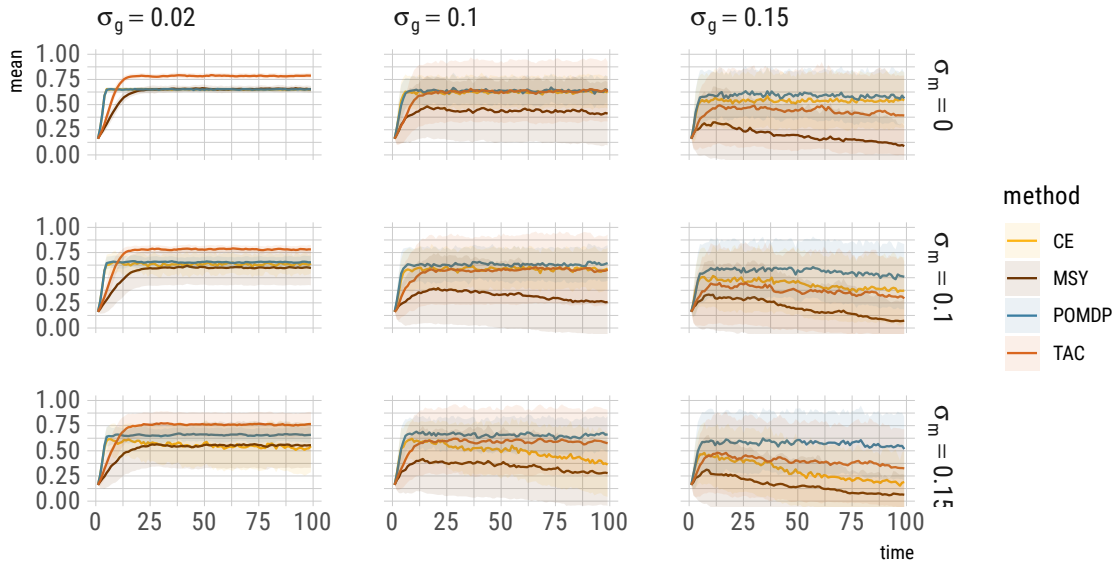 σg = 0.02
σg = 0.1
σg = 0.15
mean
1.00
0.75
0.50
0.25
0.00
σm = 0
1.00
0.75
0.50
0.25
0.00
σm = 0.1
1.00
0.75
0.50
0.25
0.00
σm = 0.15
0 25 50 75 100
0 25 50 75 100
0 25 50 75 100
time
method
CE
MSY
POMDP
TAC